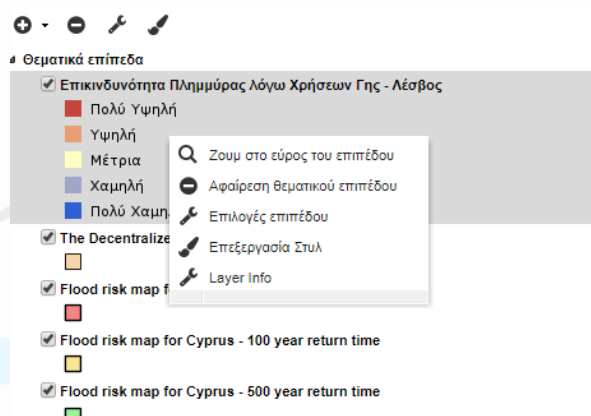 Θεματικά επίπεδα
Επικινδυνότητα Πλημμύρας λόγω Χρήσεων Γης - Λέσβος
Πολύ Υψηλή
Υψηλή
Μέτρια
Χαμηλή
Πολύ Χαμη
Ζουμ στο εύρος του επιπέδου
Αφαίρεση θεματικού επιπέδου
Επιλογές επιπέδου
Επεξεργασία Στυλ
Layer Info
The Decentralize
Flood risk map f
Flood risk map for Cyprus - 100 year return time
Flood risk map for Cyprus - 500 year return time